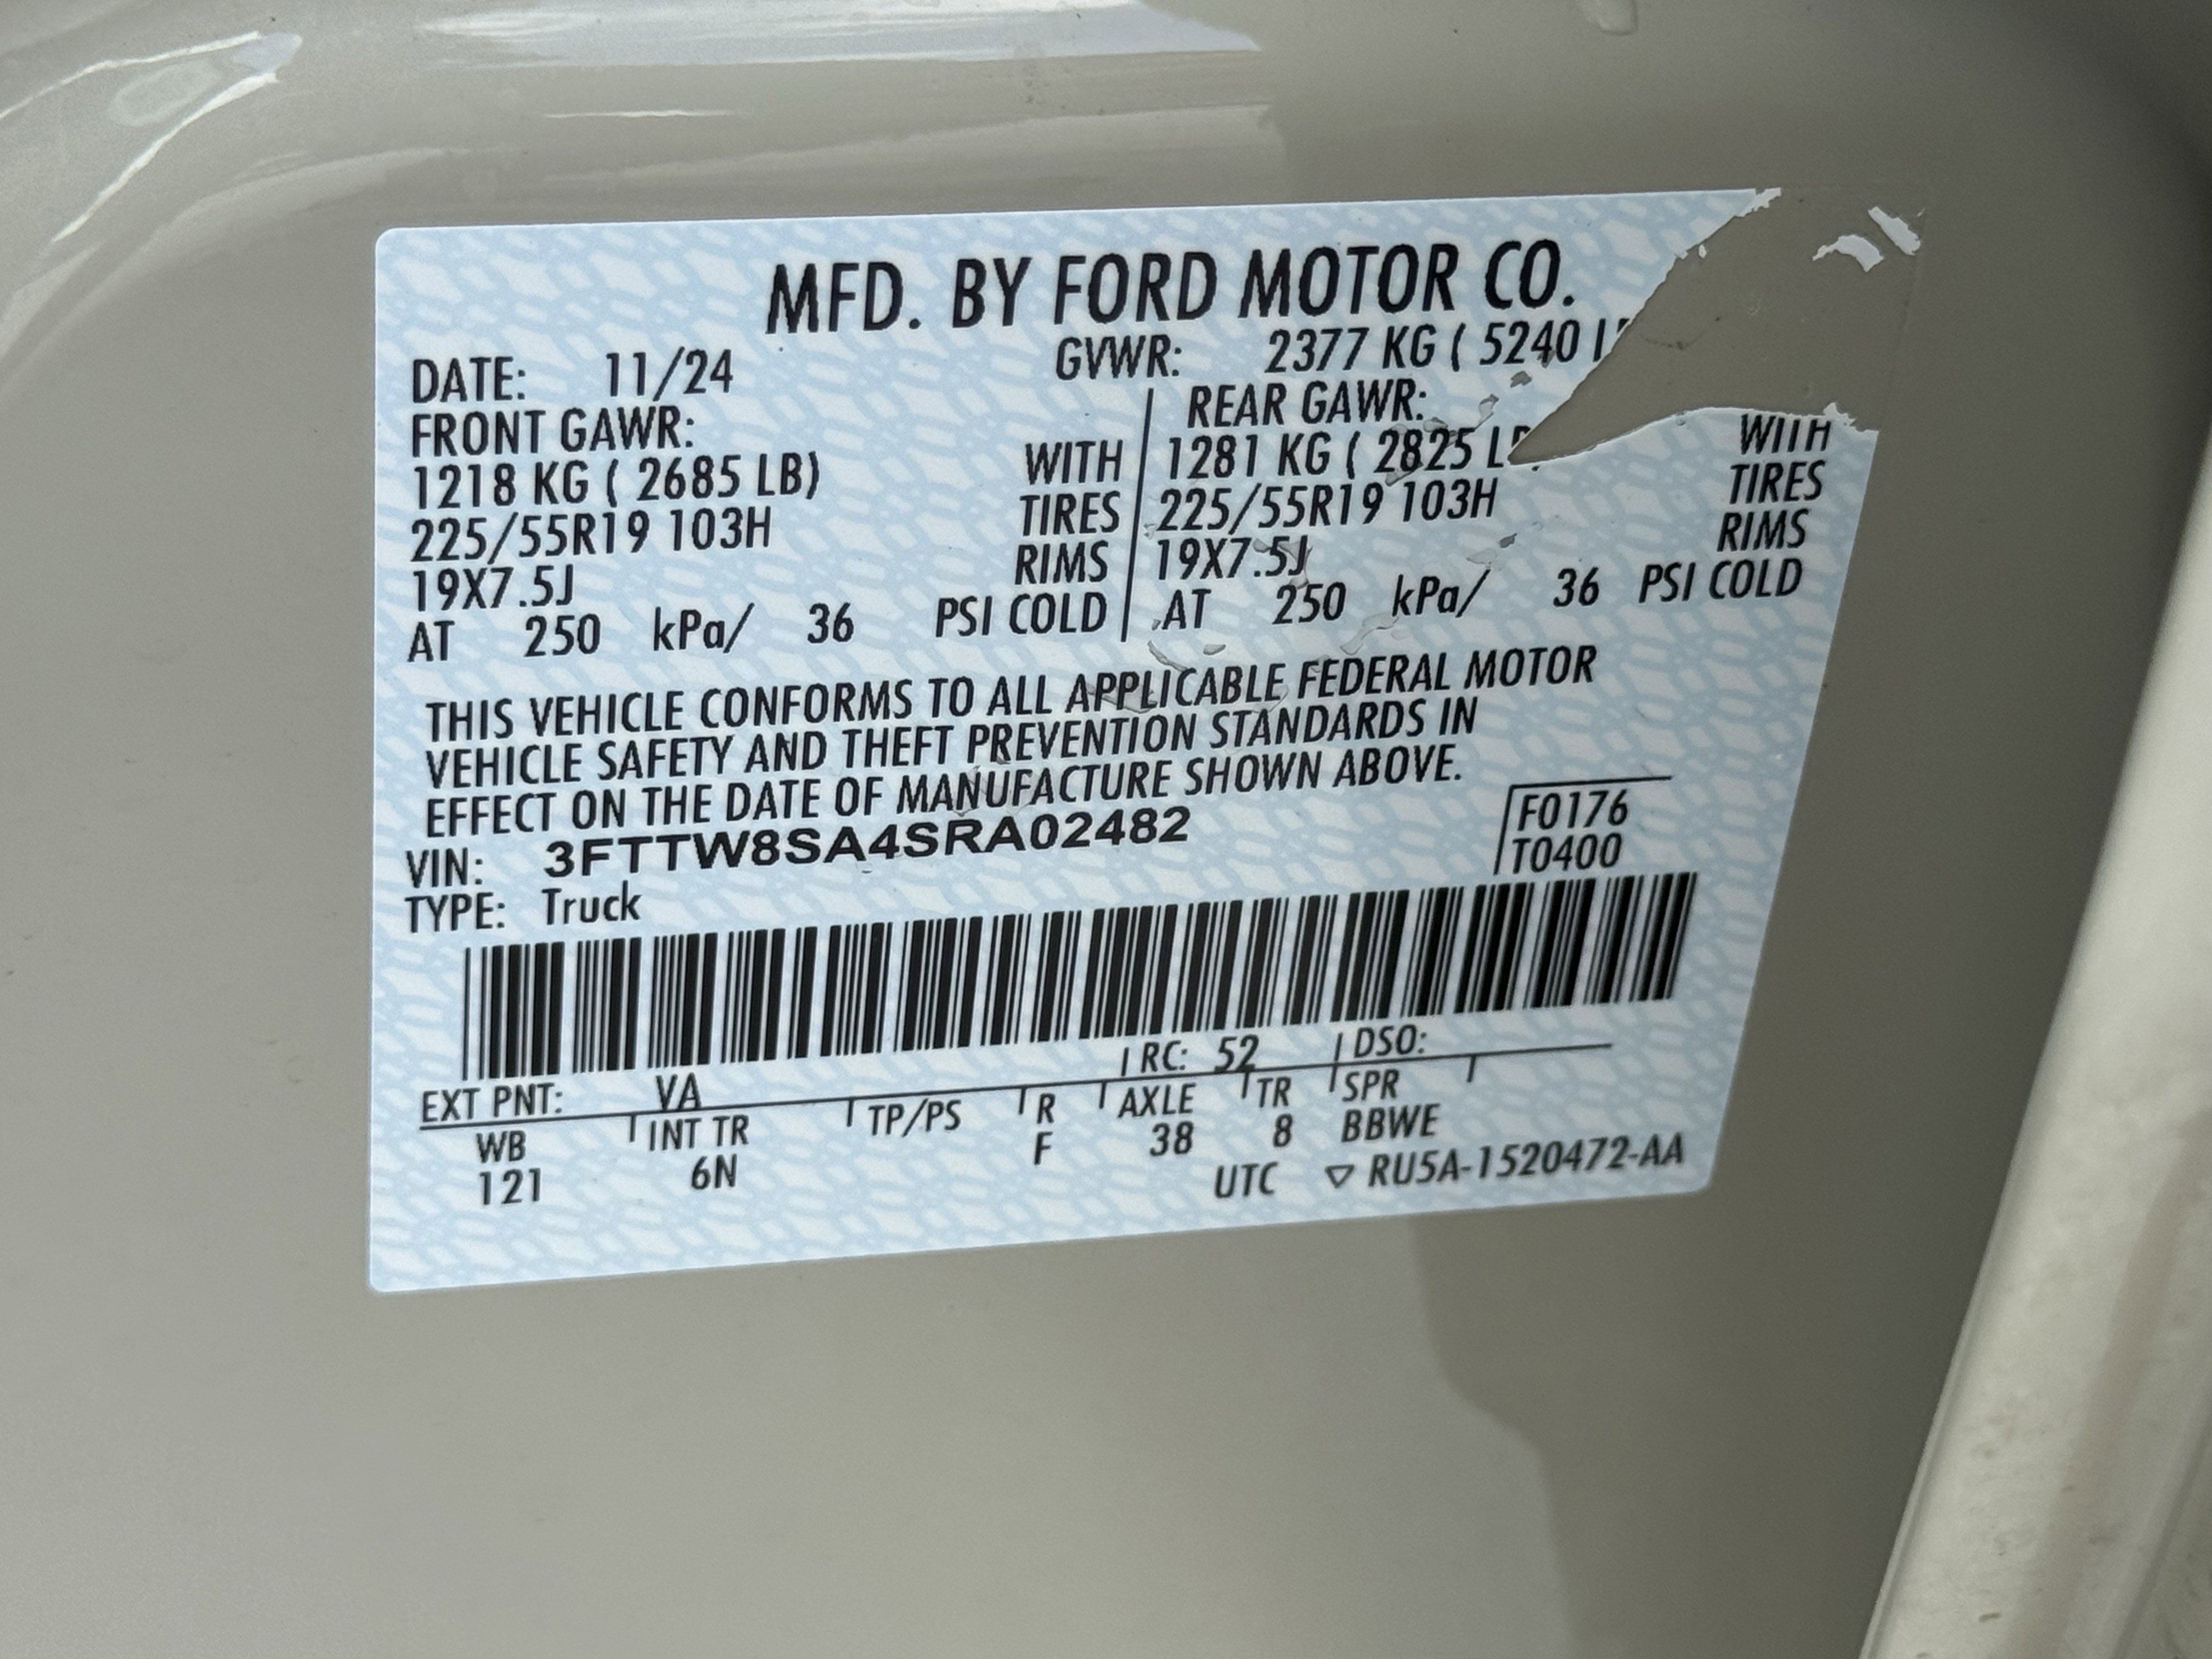 MFD. BY FORD MOTOR CO.
DATE: 11/24 GVWR: 2377 KG ( 5240
FRONT GAWR: REAR GAWR:
1218 KG ( 2685 LB) WITH 1281 KG ( 2825 WITH
225/55R19 103H TIRES 225/55R19 103H TIRES
19X7.5J RIMS 19X7.5J RIMS
AT 250 kPa/ 36 PSI COLD AT 250 kPa/ 36 PSI COLD
THIS VEHICLE CONFORMS TO ALL APPLICABLE FEDERAL MOTOR
VEHICLE SAFETY AND THEFT PREVENTION STANDARDS IN
EFFECT ON THE DATE OF MANUFACTURE SHOWN ABOVE.
VIN: 3FTTW8SA4SRA02482 F0176
TYPE: Truck T0400
EXT PNT: VA RC: 52 DSO:
WB INT TR TP/PS R AXLE TR SPR
121 6N F 38 8 BBWE
UTC ▽ RU5A-1520472-AA